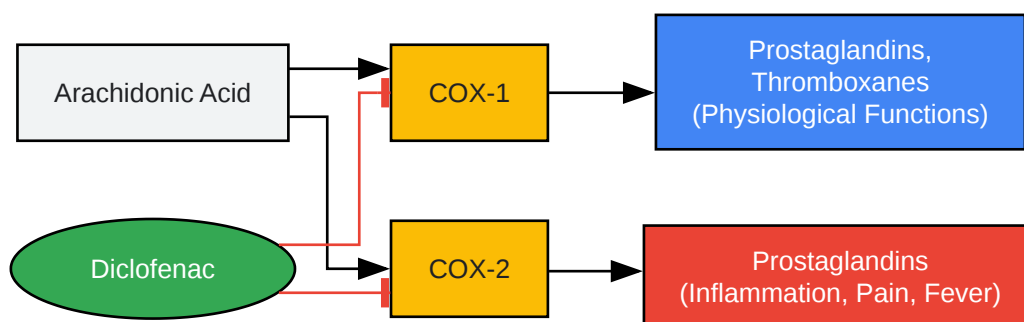 Arachidonic Acid
COX-1
Prostaglandins,
Thromboxanes
(Physiological Functions)
Diclofenac
COX-2
Prostaglandins
(Inflammation, Pain, Fever)